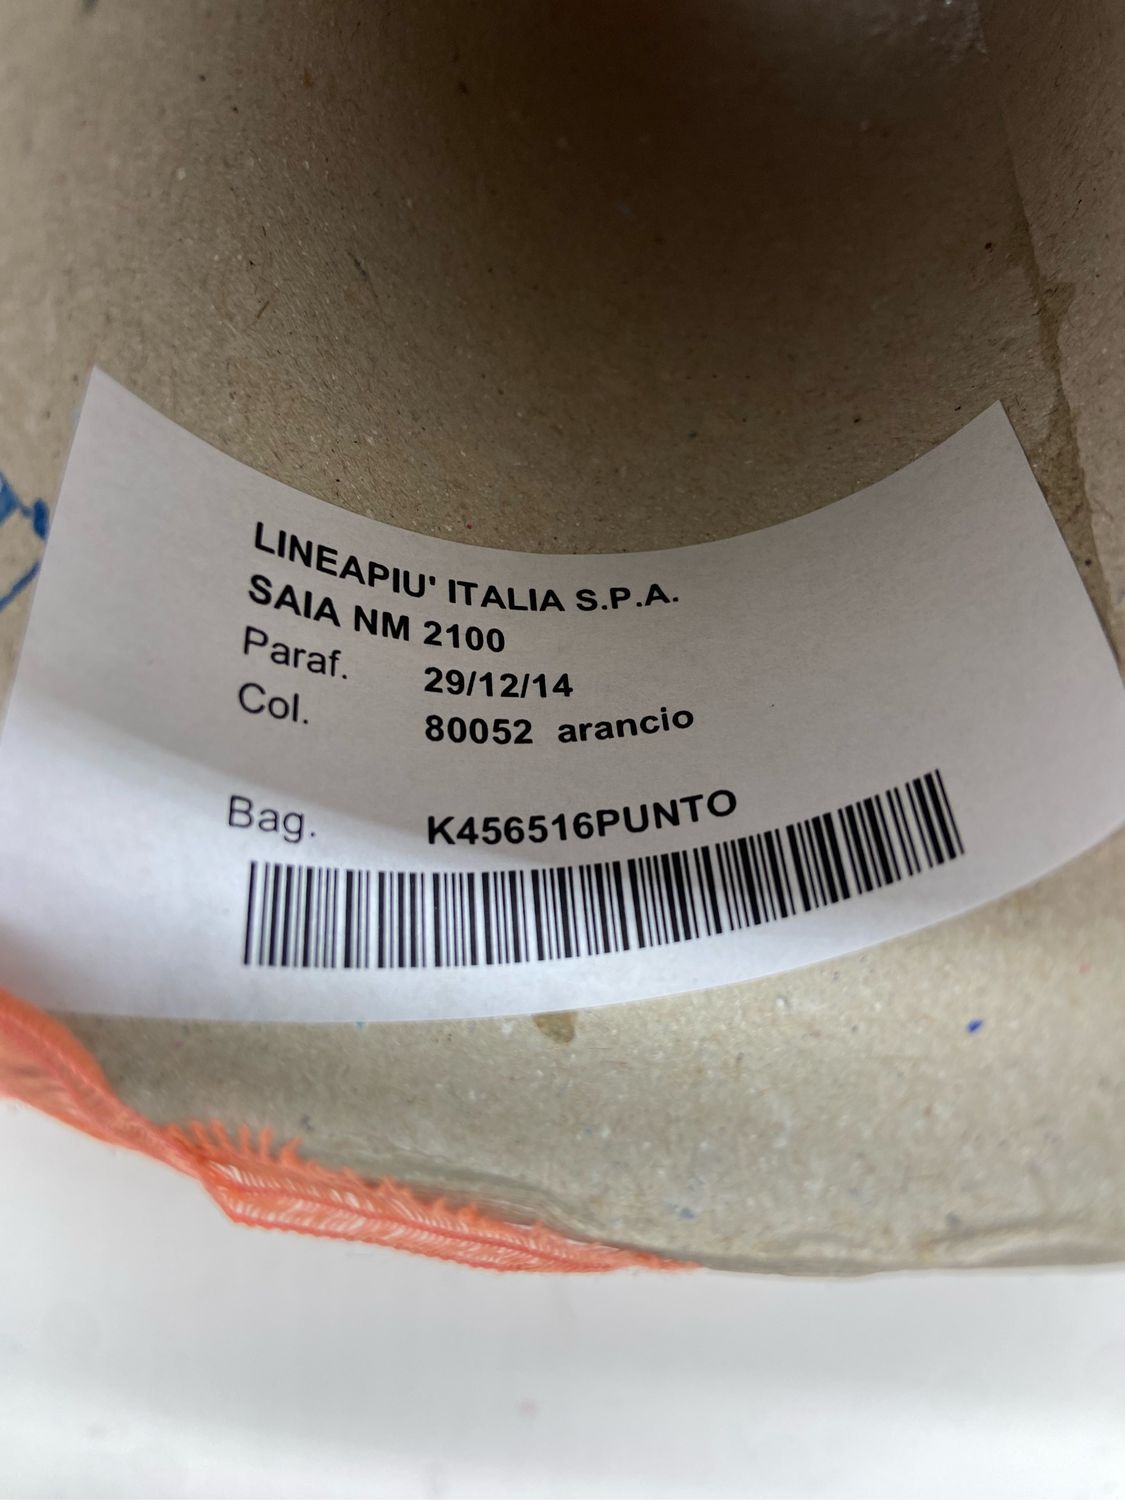 LINEAPIU' ITALIA S.P.A.
SAIA NM 2100
Paraf. 29/12/14
Col. 80052 arancio
Bag. K456516PUNTO